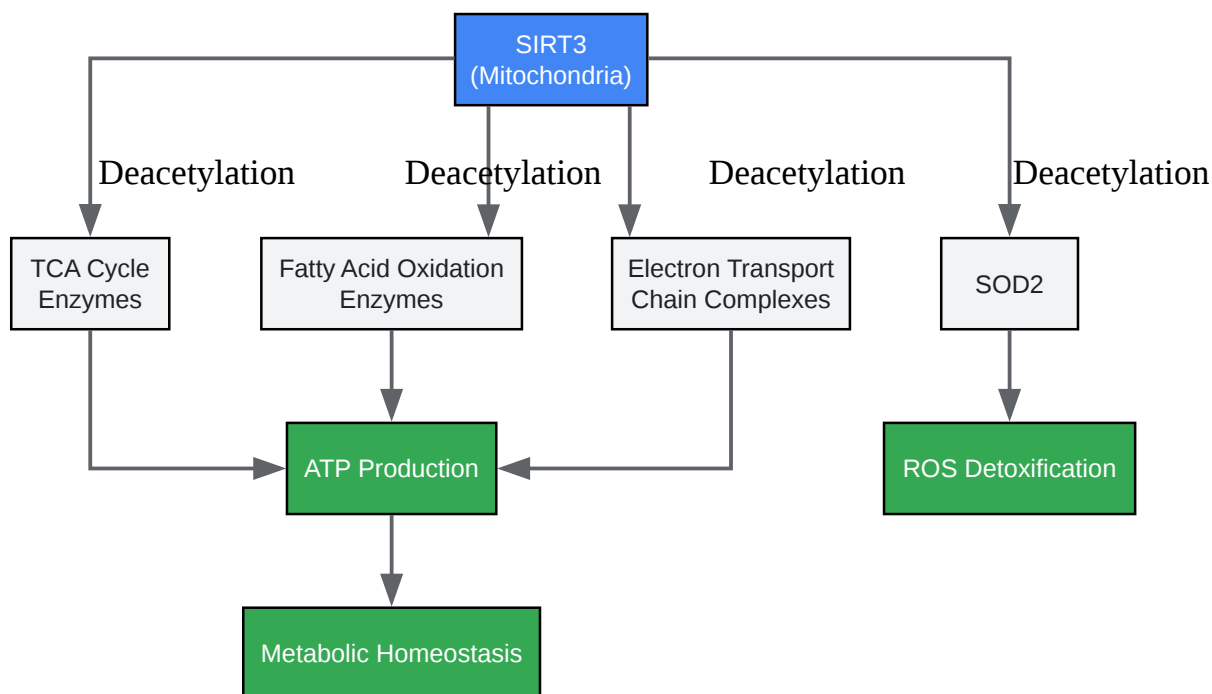 SIRT3
(Mitochondria)
Deacetylation
Deacetylation
Deacetylation
Deacetylation
TCA Cycle
Enzymes
Fatty Acid Oxidation
Enzymes
Electron Transport
Chain Complexes
SOD2
ATP Production
ROS Detoxification
Metabolic Homeostasis